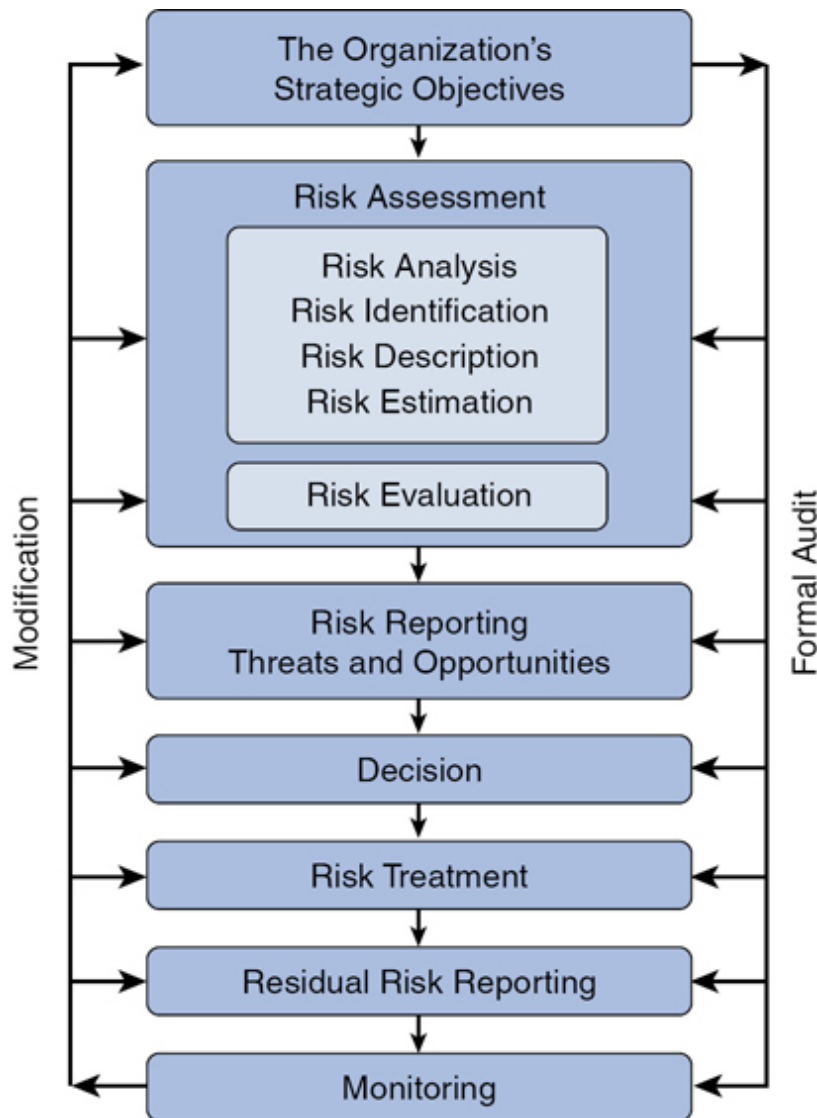 The Organization's
Strategic Objectives
Risk Assessment
Risk Analysis
Risk Identification
Risk Description
Risk Estimation
Risk Evaluation
Risk Reporting
Threats and Opportunities
Decision
Risk Treatment
Residual Risk Reporting
Monitoring
Modification
Formal Audit